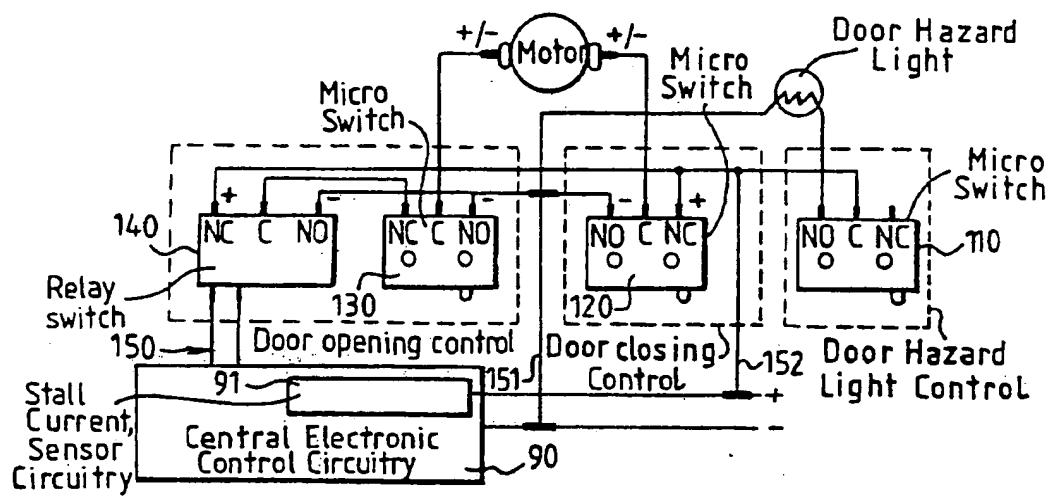 +/-
Motor
+/-
Door Hazard
Light
Micro
Switch
Micro
Switch
Micro
Switch
+
-
-
-
+
NC C NO
NC C NO
NO C NC
NO C NC
140
130
120
110
Relay
switch
150
Door opening control
Door closing
Control
Door Hazard
Light Control
151
152
91
+
-
Stall
Current,
Sensor
Circuitry
Central Electronic
Control Circuitry
90